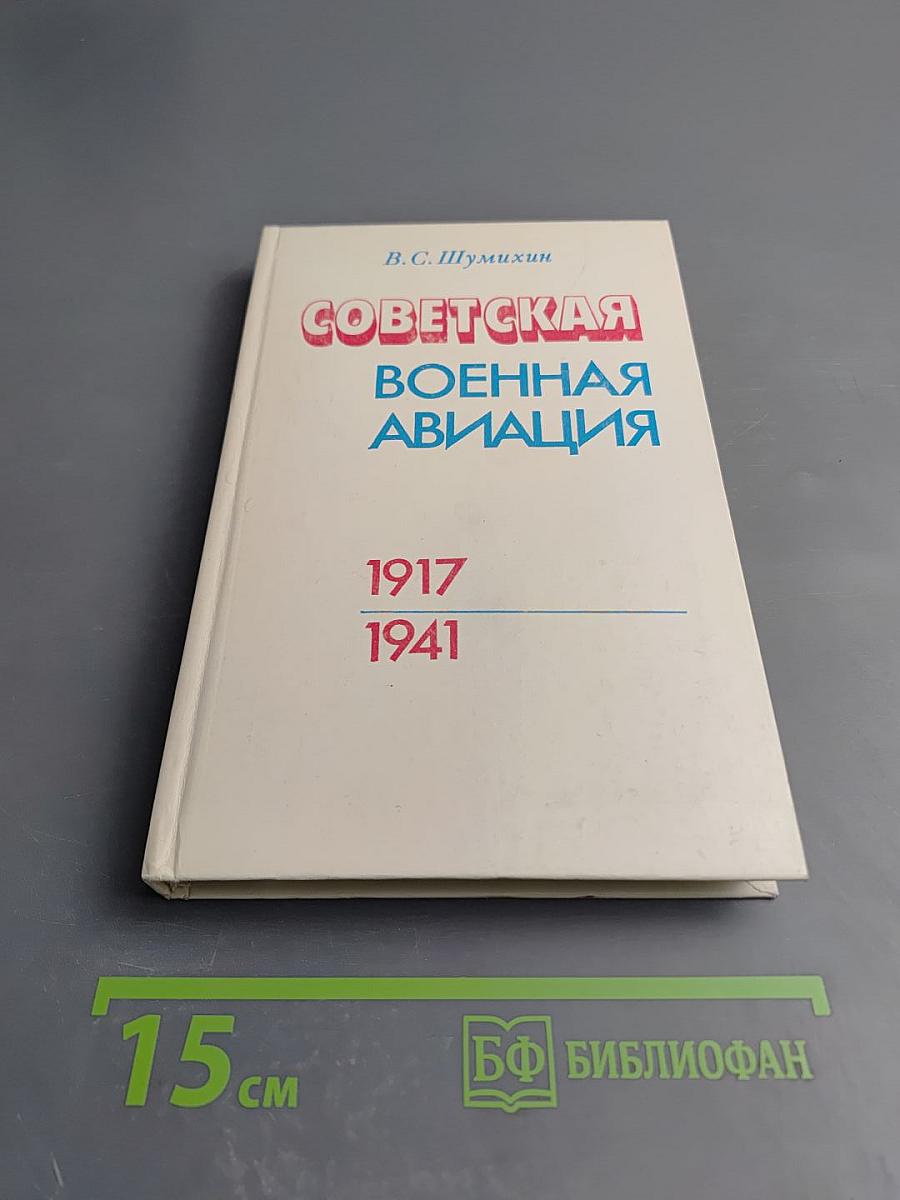 В. С. Шумихин
СОВЕТСКАЯ
ВОЕННАЯ
АВИАЦИЯ
1917
1941
15 см
БФ БИБЛИОФАН